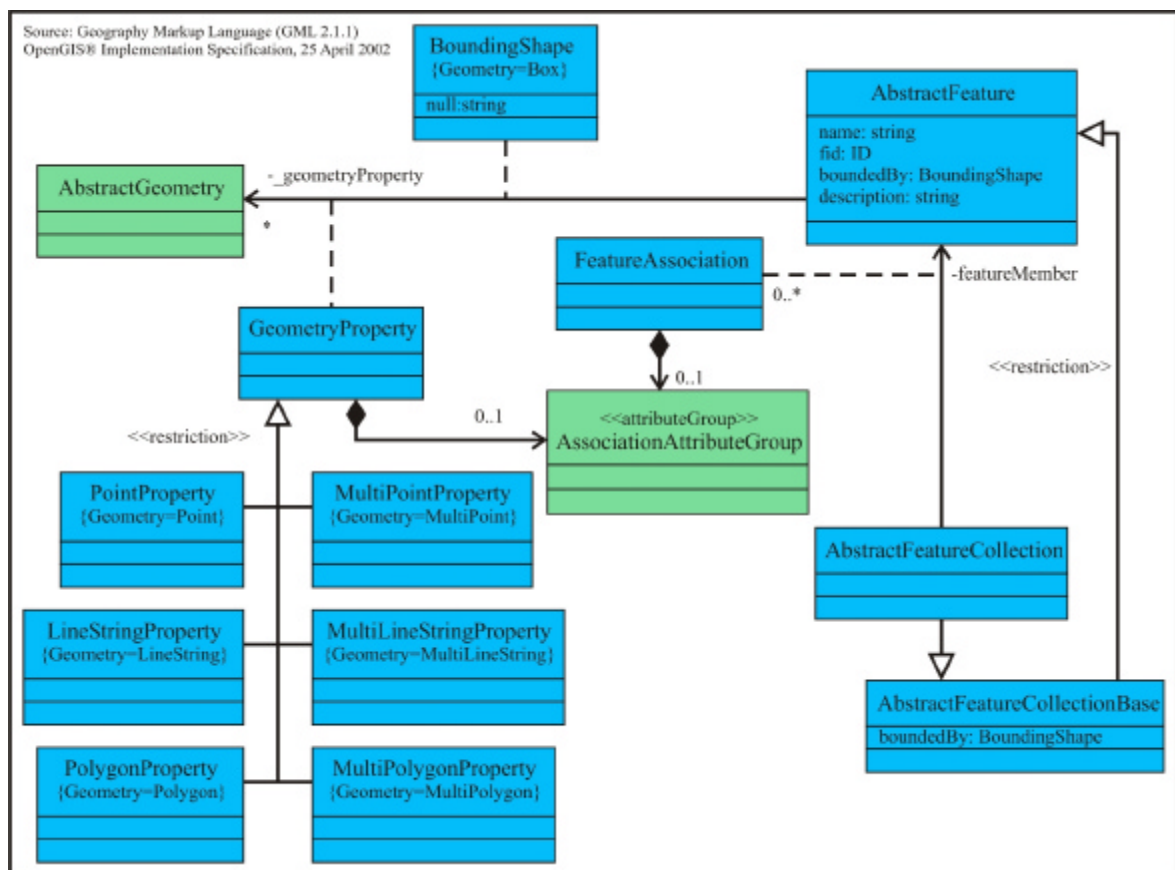 Source: Geography Markup Language (GML 2.1.1)
OpenGIS® Implementation Specification, 25 April 2002
BoundingShape
{Geometry=Box}
null:string
AbstractFeature
name: string
fid: ID
boundedBy: BoundingShape
description: string
-_geometryProperty
AbstractGeometry
*
FeatureAssociation
0..*
-featureMember
GeometryProperty
0..1
<<restriction>>
<<restriction>>
0..1
<<attributeGroup>>
AssociationAttributeGroup
PointProperty
{Geometry=Point}
MultiPointProperty
{Geometry=MultiPoint}
AbstractFeatureCollection
LineStringProperty
{Geometry=LineString}
MultiLineStringProperty
{Geometry=MultiLineString}
AbstractFeatureCollectionBase
boundedBy: BoundingShape
PolygonProperty
{Geometry=Polygon}
MultiPolygonProperty
{Geometry=MultiPolygon}